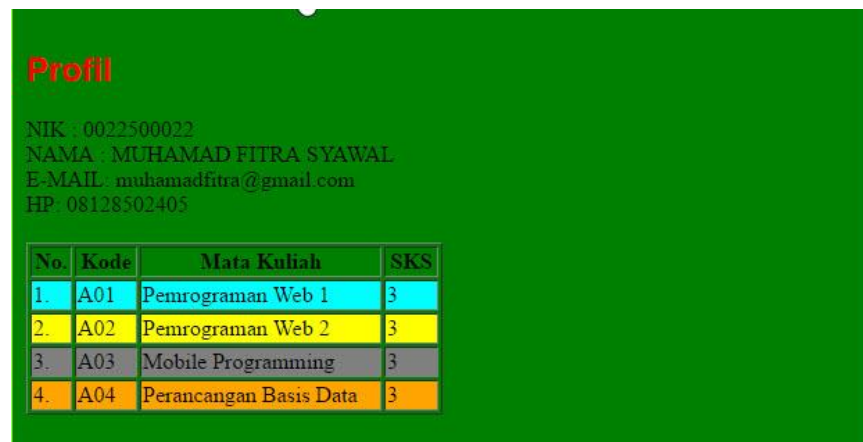 Profil
NIK : 0022500022
NAMA : MUHAMAD FITRA SYAWAL
E-MAIL: muhamadfitra@gmail.com
HP: 08128502405
No. Kode Mata Kuliah SKS
1. A01 Pemrograman Web 1 3
2. A02 Pemrograman Web 2 3
3. A03 Mobile Programming 3
4. A04 Perancangan Basis Data 3